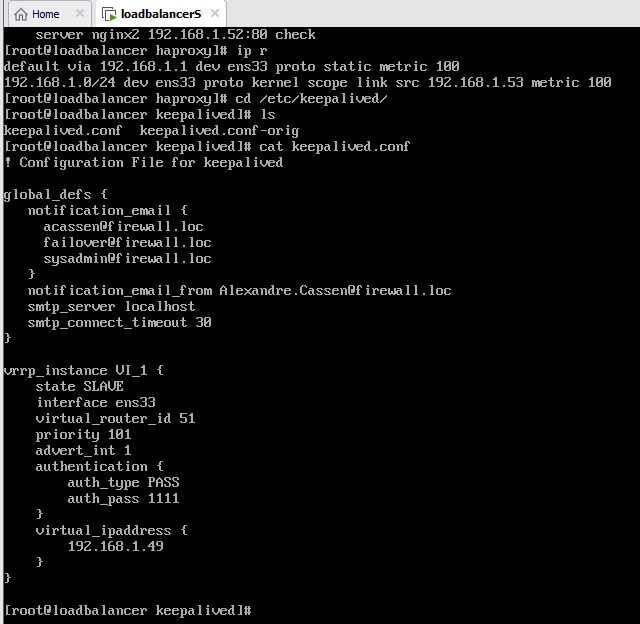 Home
loadbalancerS
    server nginx2 192.168.1.52:80 check
[root@loadbalancer haproxy]# ip r
default via 192.168.1.1 dev ens33 proto static metric 100
192.168.1.0/24 dev ens33 proto kernel scope link src 192.168.1.53 metric 100
[root@loadbalancer haproxy]# cd /etc/keepalived/
[root@loadbalancer keepalived]# ls
keepalived.conf  keepalived.conf-orig
[root@loadbalancer keepalived]# cat keepalived.conf
! Configuration File for keepalived

global_defs {
   notification_email {
     acassen@firewall.loc
     failover@firewall.loc
     sysadmin@firewall.loc
   }
   notification_email_from Alexandre.Cassen@firewall.loc
   smtp_server localhost
   smtp_connect_timeout 30
}

vrrp_instance VI_1 {
    state SLAVE
    interface ens33
    virtual_router_id 51
    priority 101
    advert_int 1
    authentication {
        auth_type PASS
        auth_pass 1111
    }
    virtual_ipaddress {
        192.168.1.49
    }
}

[root@loadbalancer keepalived]#